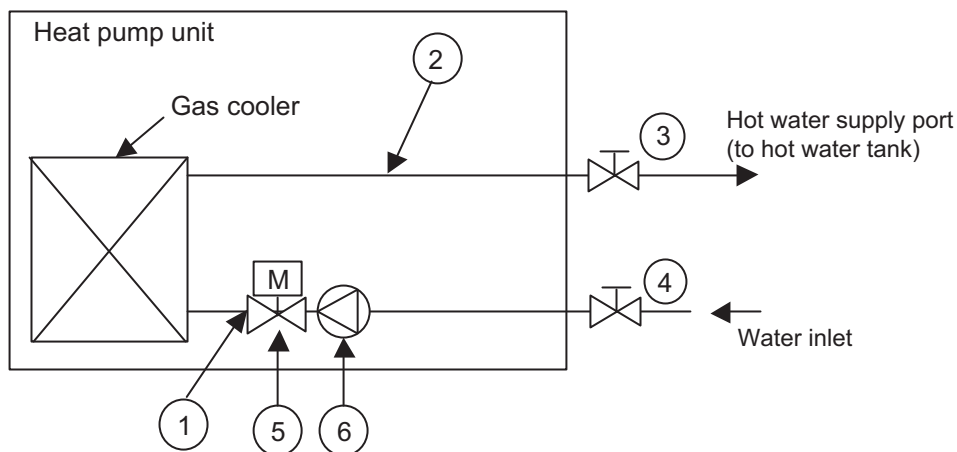 Heat pump unit
2
Gas cooler
3
Hot water supply port
(to hot water tank)
M
4
Water inlet
1
5
6